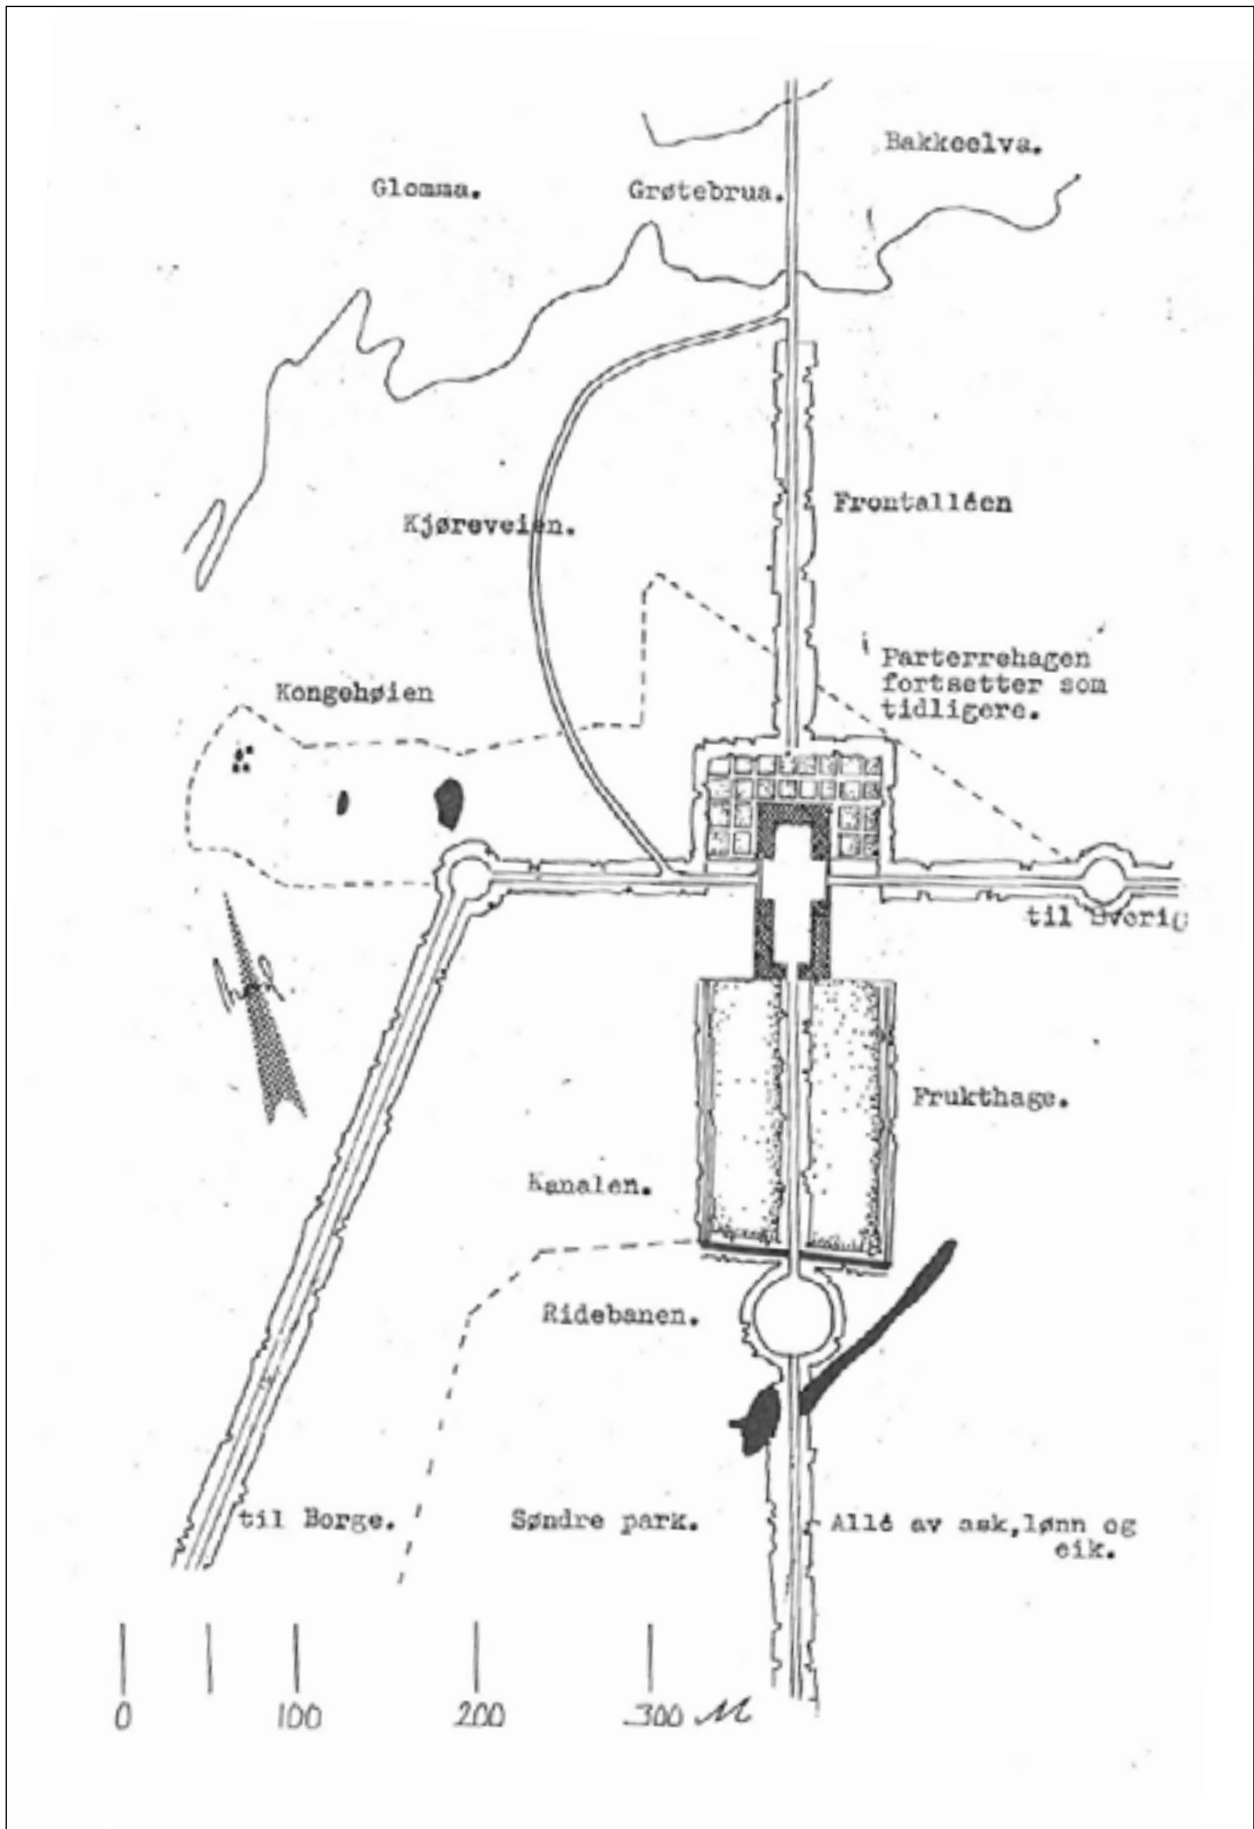 Bakkeelva.
Glomma.
Grøtebrua.
Frontalléen
Kjøreveien.
Parterrehagen
fortsetter som
tidligere.
Kongehøien
til Sverig
Frukthage.
Kanalen.
Ridebanen.
til Borge.
Søndre park.
Allé av ask, lønn og
eik.
0 100 200 300 M